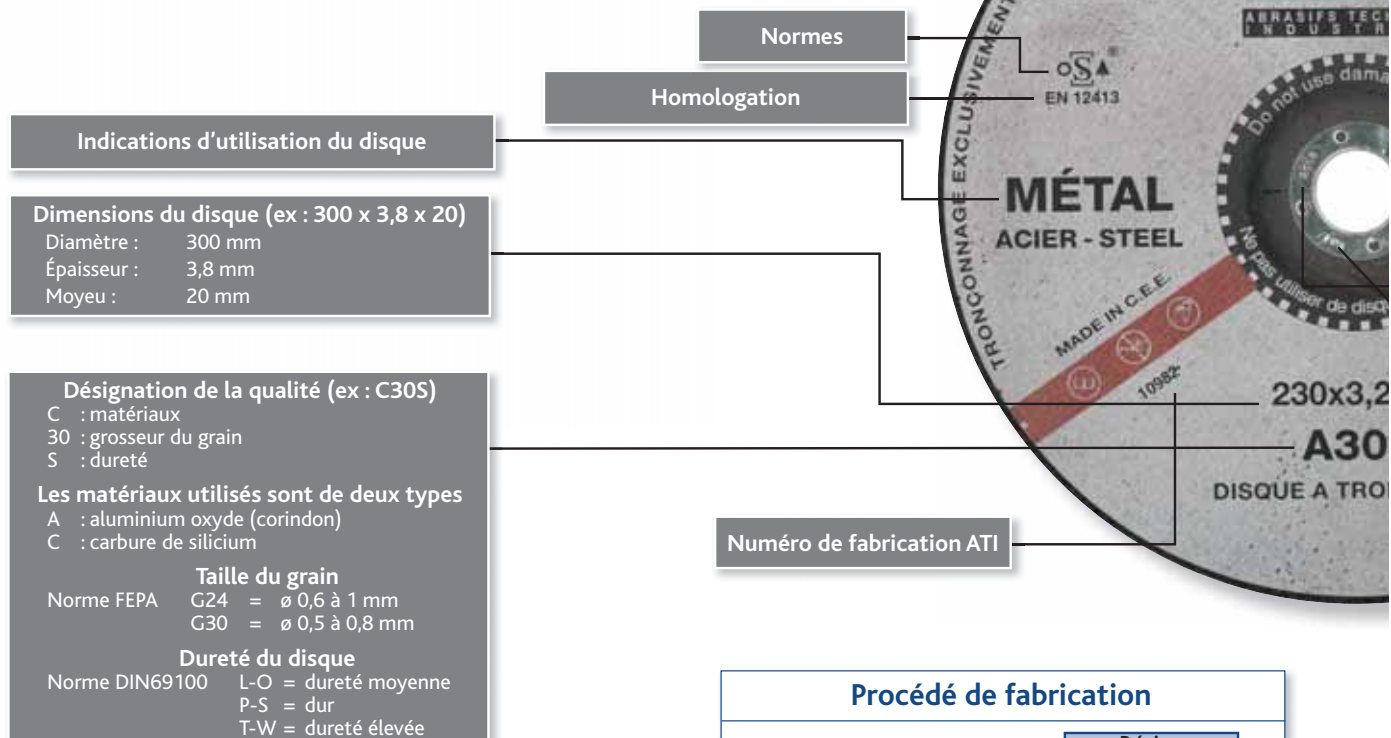 Normes
Homologation
Indications d'utilisation du disque
Dimensions du disque (ex : 300 x 3,8 x 20)
Diamètre : 300 mm
Épaisseur : 3,8 mm
Moyeu : 20 mm
Désignation de la qualité (ex : C30S)
C : matériaux
30 : grosseur du grain
S : dureté
Les matériaux utilisés sont de deux types
A : aluminium oxyde (corindon)
C : carbure de silicium
Taille du grain
Norme FEPA G24 = ø 0,6 à 1 mm
G30 = ø 0,5 à 0,8 mm
Dureté du disque
Norme DIN69100 L-O = dureté moyenne
P-S = dur
T-W = dureté élevée
Numéro de fabrication ATI
Procédé de fabrication
ABRASIFS
oSA®
EN 12413
TRONÇONNAGE EXCLUSIVEMENT
MÉTAL
ACIER - STEEL
MADE IN C.E.E.
10982
230x3,2
A30
DISQUE A
Do not use
Ne pas utiliser de